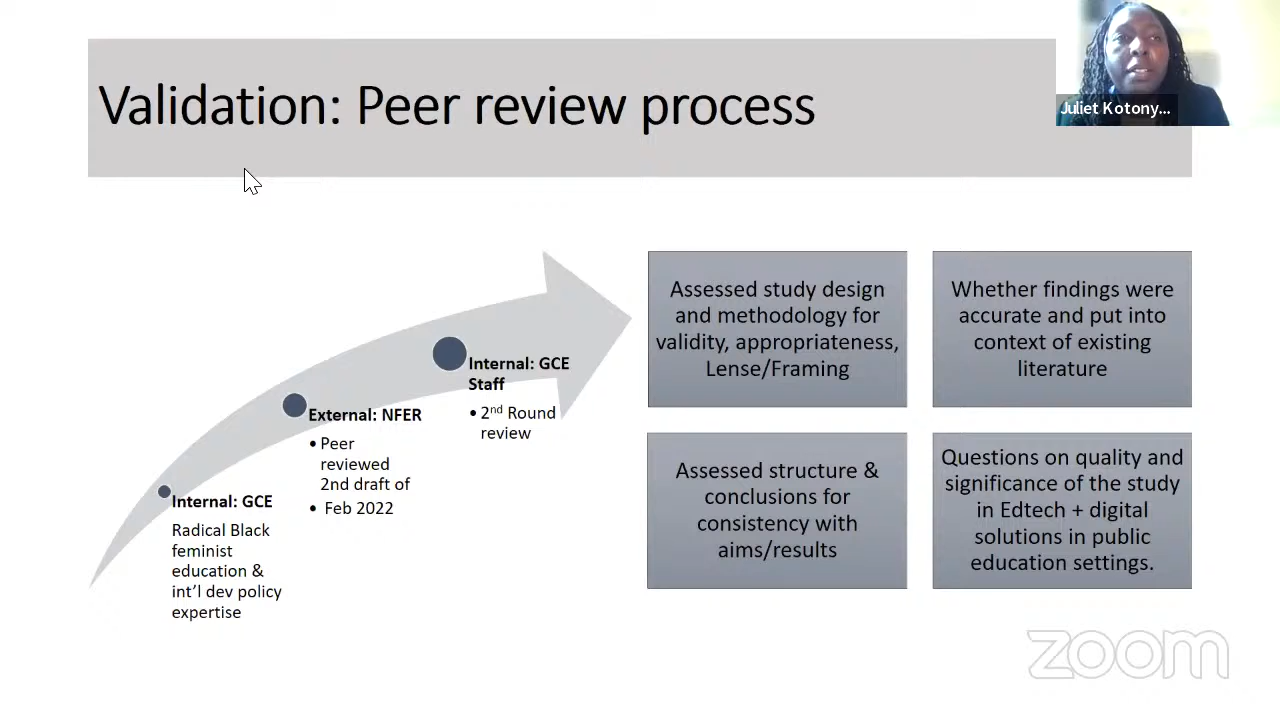 Validation: Peer review process
Juliet Kotony...
Internal: GCE
Radical Black
feminist
education &
int'l dev policy
expertise
External: NFER
• Peer
reviewed
2nd draft of
• Feb 2022
Internal: GCE
Staff
• 2nd Round
review
Assessed study design
and methodology for
validity, appropriateness,
Lense/Framing
Whether findings were
accurate and put into
context of existing
literature
Assessed structure &
conclusions for
consistency with
aims/results
Questions on quality and
significance of the study
in Edtech + digital
solutions in public
education settings.
zoom